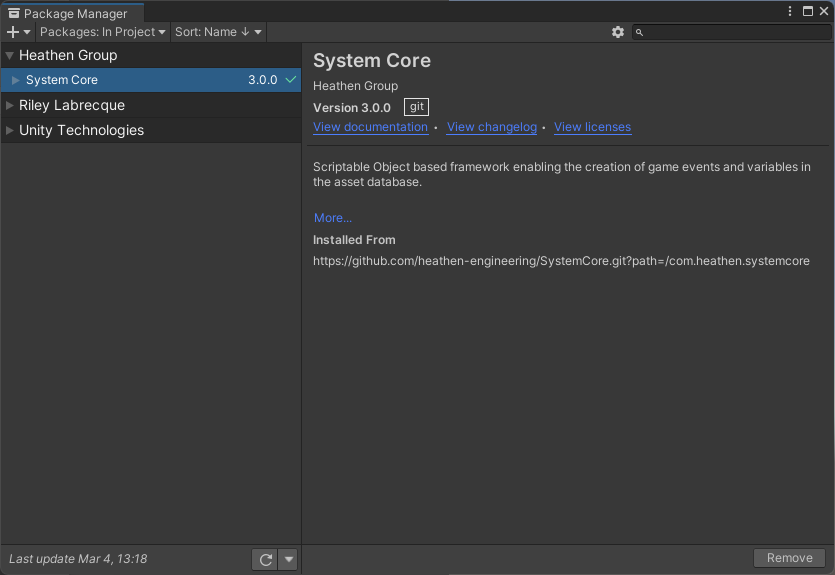 Package Manager
Packages: In Project Sort: Name ↓
Heathen Group
System Core 3.0.0
Riley Labrecque
Unity Technologies
Last update Mar 4, 13:18
System Core
Heathen Group
Version 3.0.0 git
View documentation • View changelog • View licenses
Scriptable Object based framework enabling the creation of game events and variables in
the asset database.
More...
Installed From
https://github.com/heathen-engineering/SystemCore.git?path=/com.heathen.systemcore
Remove